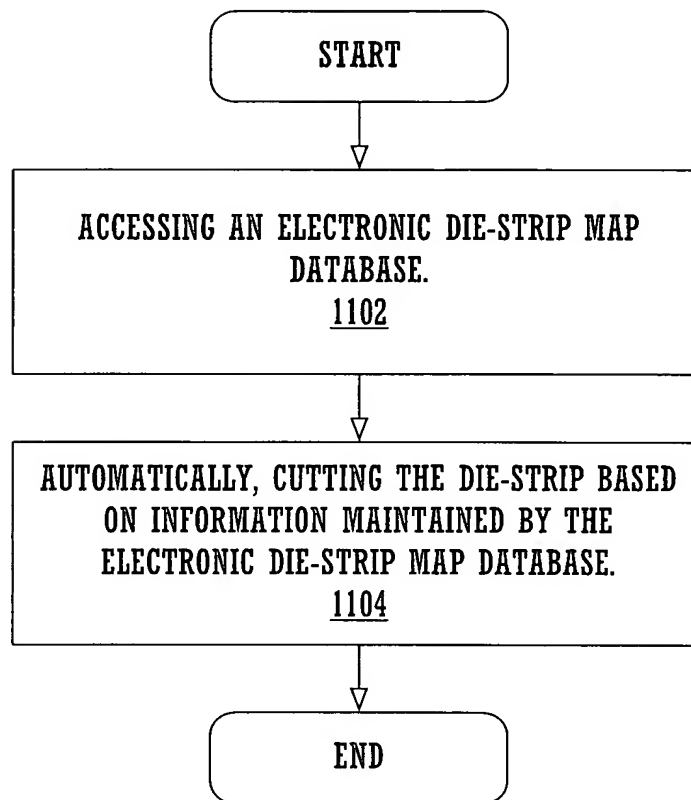 START
ACCESSING AN ELECTRONIC DIE-STRIP MAP
DATABASE.
1102
AUTOMATICALLY, CUTTING THE DIE-STRIP BASED
ON INFORMATION MAINTAINED BY THE
ELECTRONIC DIE-STRIP MAP DATABASE.
1104
END